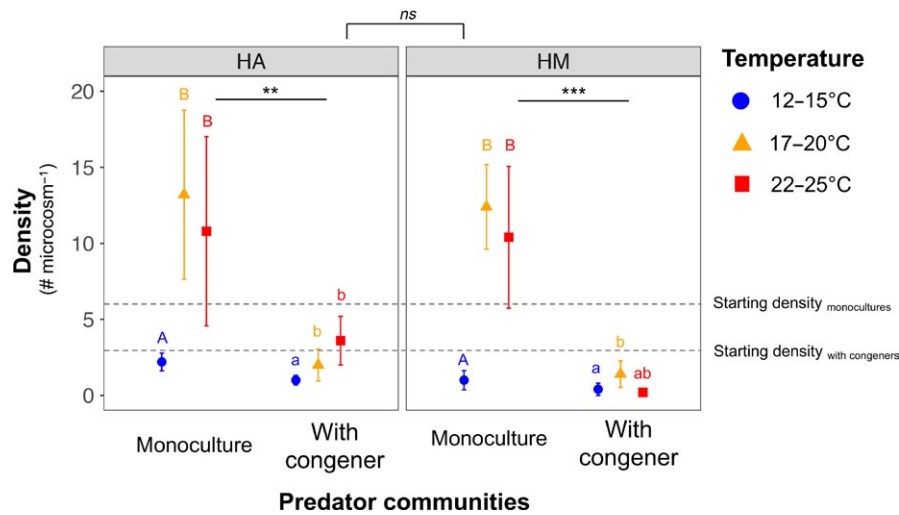 ns
HA
HM
Temperature
12–15°C
17–20°C
22–25°C
**
***
B
B
B
B
A
a
b
b
A
a
b
ab
20
15
10
5
0
Density
(# microcosm⁻¹)
Starting density monocultures
Starting density with congeners
Monoculture
With
congener
Monoculture
With
congener
Predator communities